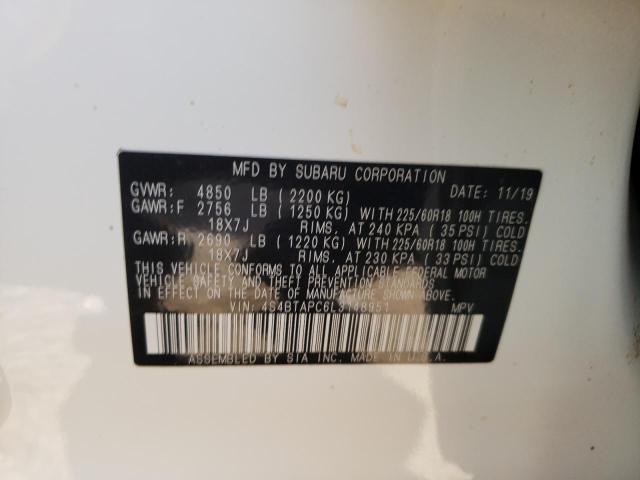 MFD BY SUBARU CORPORATION
GVWR: 4850 LB (2200 KG) DATE: 11/19
GAWR:F 2756 LB (1250 KG) WITH 225/60R18 100H TIRES.
18X7J RIMS. AT 240 KPA (35 PSI) COLD
GAWR:R 2690 LB (1220 KG) WITH 225/60R18 100H TIRES.
18X7J RIMS. AT 230 KPA (33 PSI) COLD
THIS VEHICLE CONFORMS TO ALL APPLICABLE FEDERAL MOTOR
VEHICLE SAFETY AND THEFT PREVENTION STANDARDS
IN EFFECT ON THE DATE OF MANUFACTURE SHOWN ABOVE.
VIN: 4S4BTAPC6L3148951 MPV
ASSEMBLED BY SIA INC. MADE IN U.S.A.